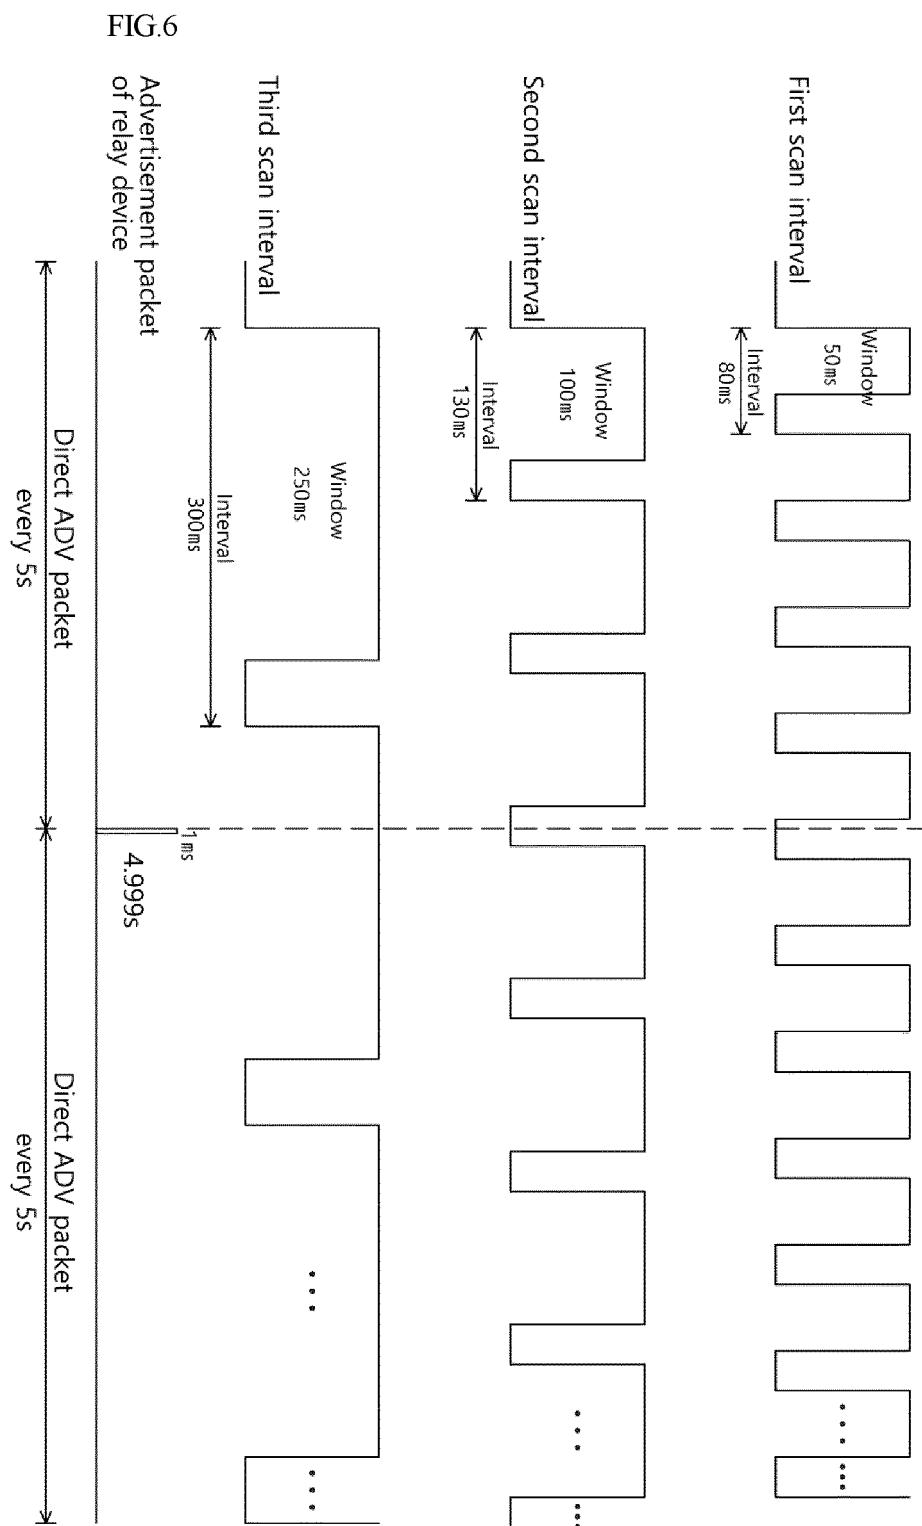 FIG.6
First scan interval
Window
50ms
Interval
80ms
Second scan interval
Window
100ms
Interval
130ms
Third scan interval
Window
250ms
Interval
300ms
Advertisement packet
of relay device
1ms
4.999s
Direct ADV packet
every 5s
Direct ADV packet
every 5s